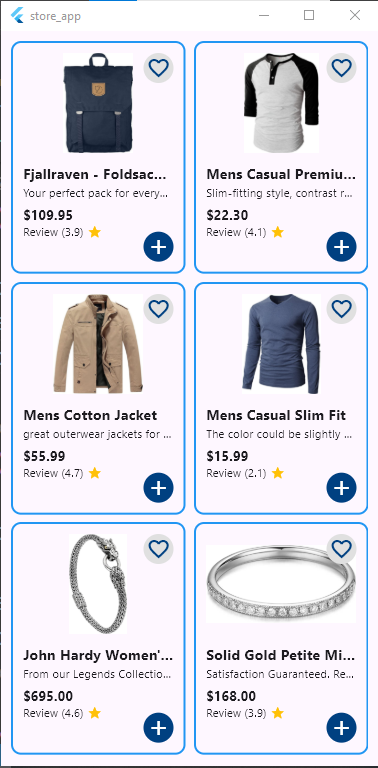 store_app
Fjallraven - Foldsac...
Your perfect pack for every...
$109.95
Review (3.9)
Mens Casual Premiu...
Slim-fitting style, contrast r...
$22.30
Review (4.1)
Mens Cotton Jacket
great outerwear jackets for ...
$55.99
Review (4.7)
Mens Casual Slim Fit
The color could be slightly ...
$15.99
Review (2.1)
John Hardy Women'...
From our Legends Collectio...
$695.00
Review (4.6)
Solid Gold Petite Mi...
Satisfaction Guaranteed. Re...
$168.00
Review (3.9)